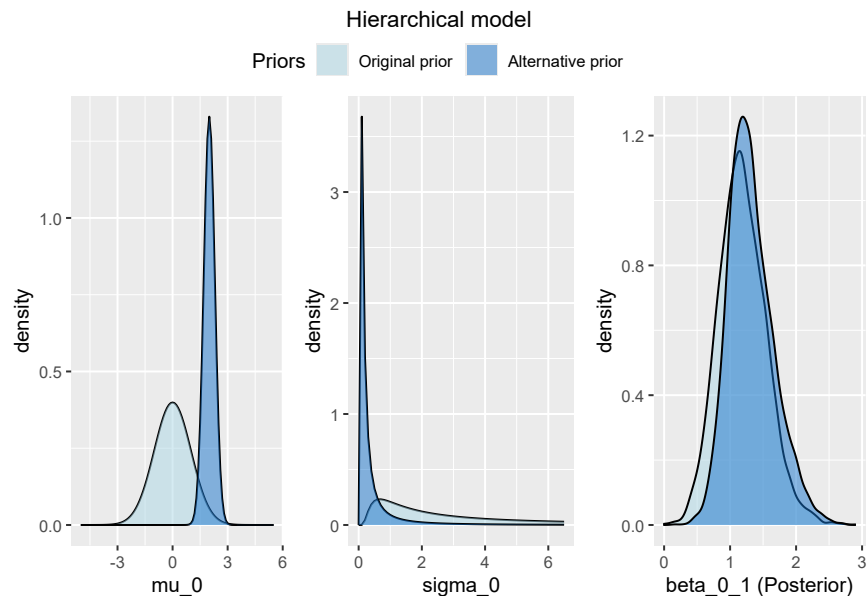 Hierarchical model
Priors Original prior Alternative prior
density
0.0
0.5
1.0
-3 0 3 6
mu_0
density
0
1
2
3
0 2 4 6
sigma_0
density
0.0
0.4
0.8
1.2
0 1 2 3
beta_0_1 (Posterior)